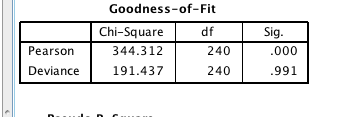 Goodness-of-Fit
Chi-Square df Sig.
Pearson 344.312 240 .000
Deviance 191.437 240 .991